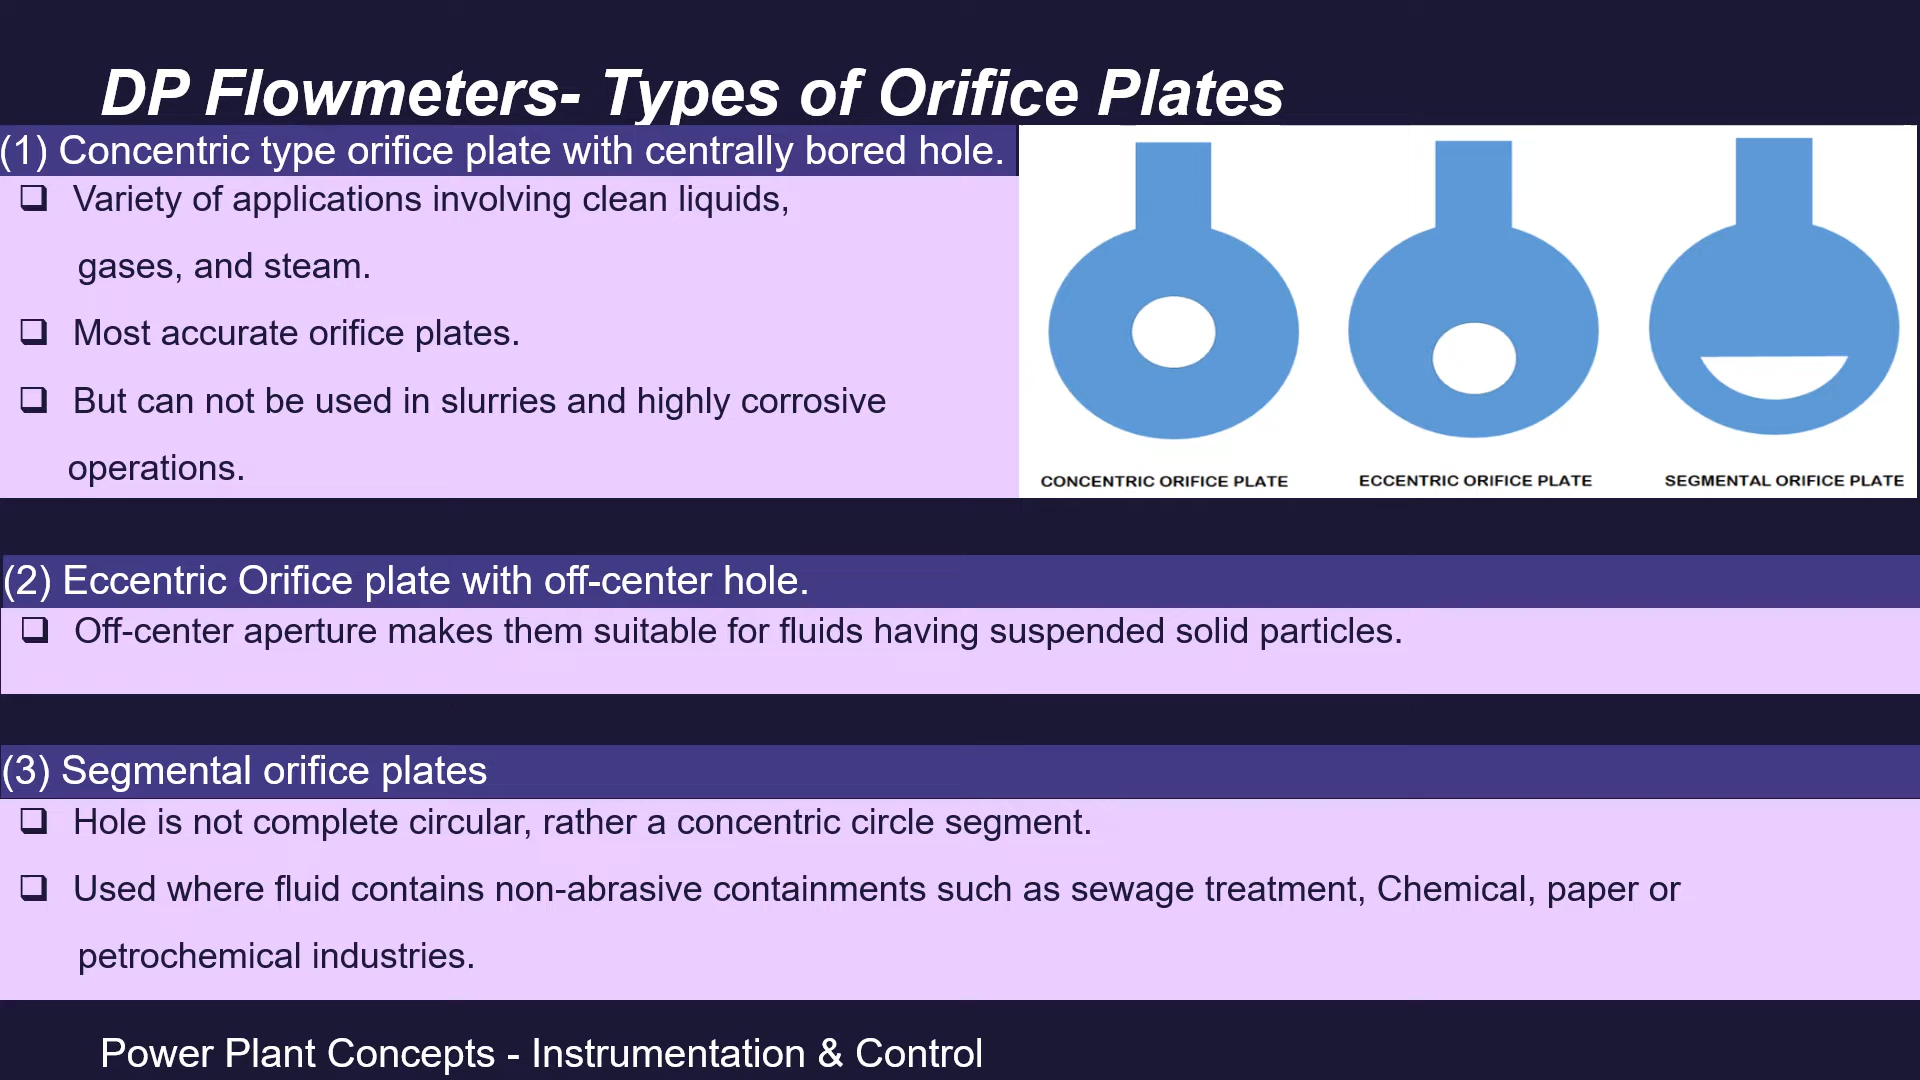 DP Flowmeters- Types of Orifice Plates
(1) Concentric type orifice plate with centrally bored hole.
❑ Variety of applications involving clean liquids,
gases, and steam.
❑ Most accurate orifice plates.
❑ But can not be used in slurries and highly corrosive
operations.
CONCENTRIC ORIFICE PLATE
ECCENTRIC ORIFICE PLATE
SEGMENTAL ORIFICE PLATE
(2) Eccentric Orifice plate with off-center hole.
❑ Off-center aperture makes them suitable for fluids having suspended solid particles.
(3) Segmental orifice plates
❑ Hole is not complete circular, rather a concentric circle segment.
❑ Used where fluid contains non-abrasive containments such as sewage treatment, Chemical, paper or
petrochemical industries.
Power Plant Concepts - Instrumentation & Control